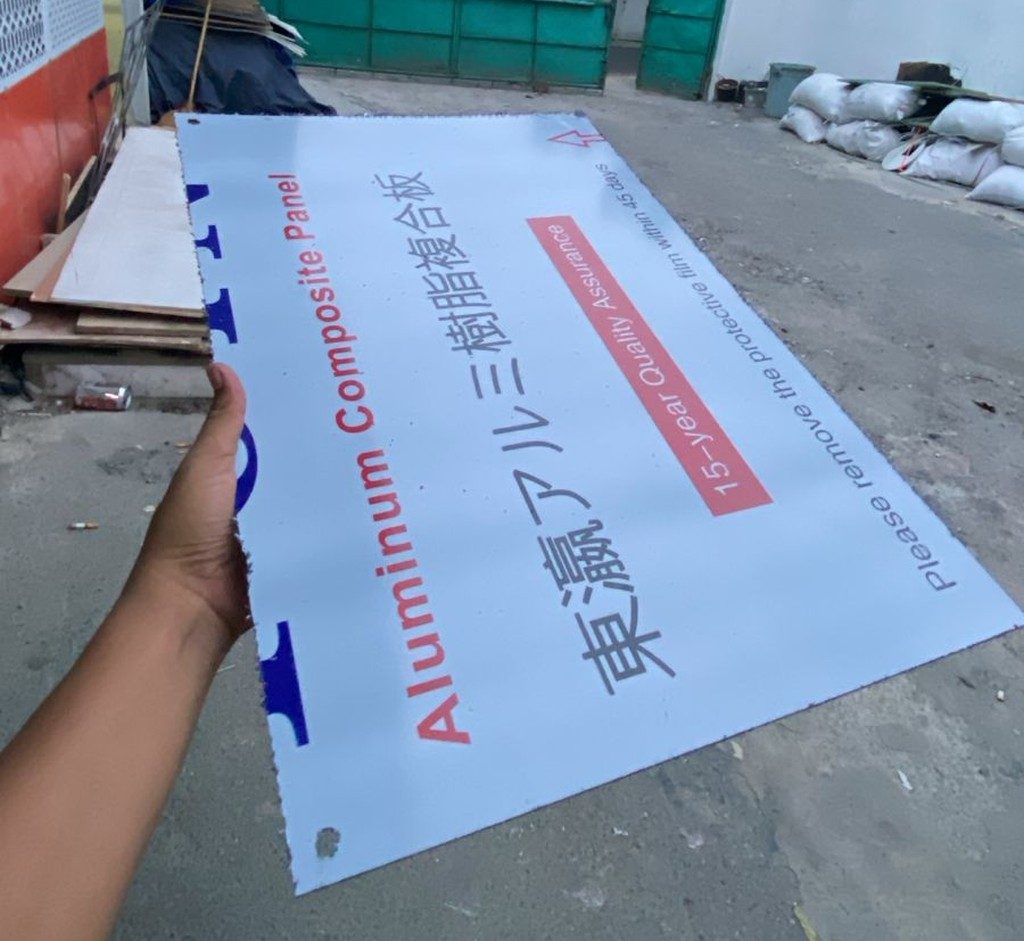 Aluminum Composite Panel
東瀛アルミ樹脂複合板
15-year Quality Assurance
Please remove the protective film within 45 days